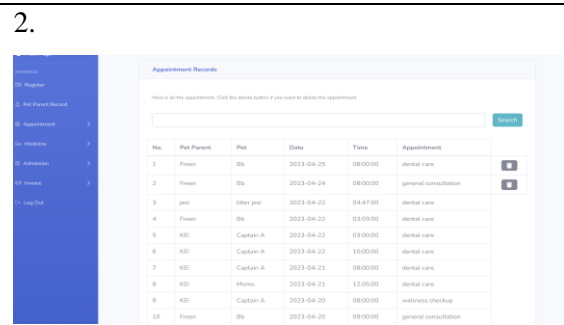 2.
INTERFACE
Register
Pet Parent Record
Appointment
Medicine
Admission
Invoice
Log Out
Appointment Records
Here is all the appointment. Click the delete button if you want to delete the appointment
Search
No. Pet Parent Pet Date Time Appointment
1 Freen Bb 2023-04-25 08:00:00 dental care
2 Freen Bb 2023-04-24 08:00:00 general consultation
3 jovi litter jovi 2023-04-22 04:47:00 dental care
4 Freen Bb 2023-04-22 03:03:00 dental care
5 KEI Captain A 2023-04-22 03:00:00 dental care
6 KEI Captain A 2023-04-22 10:00:00 dental care
7 KEI Captain A 2023-04-21 08:00:00 dental care
8 KEI Momo 2023-04-21 12:05:00 dental care
9 KEI Captain A 2023-04-20 08:00:00 wellness checkup
10 Freen Bb 2023-04-20 09:00:00 general consultation